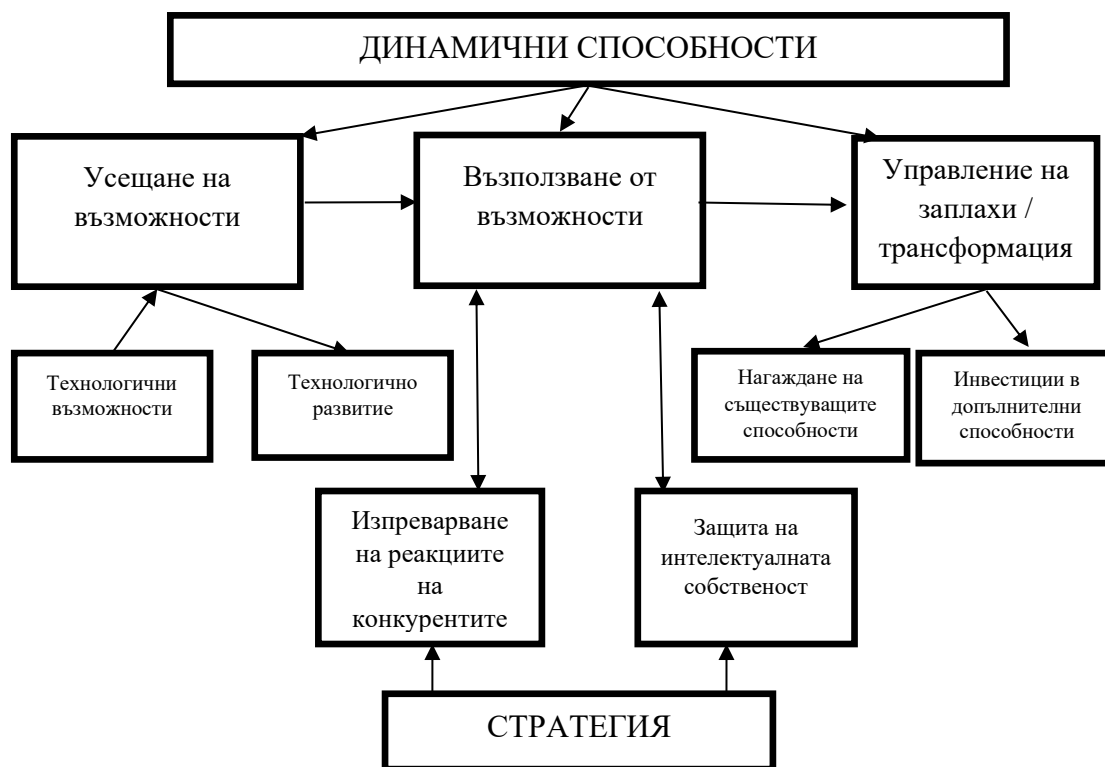 ДИНАМИЧНИ СПОСОБНОСТИ
Усещане на
възможности
Възползване от
възможности
Управление на
заплахи /
трансформация
Технологични
възможности
Технологично
развитие
Нагаждане на
съществуващите
способности
Инвестиции в
допълнителни
способности
Изпреварване
на реакциите
на
конкурентите
Защита на
интелектуалната
собственост
СТРАТЕГИЯ